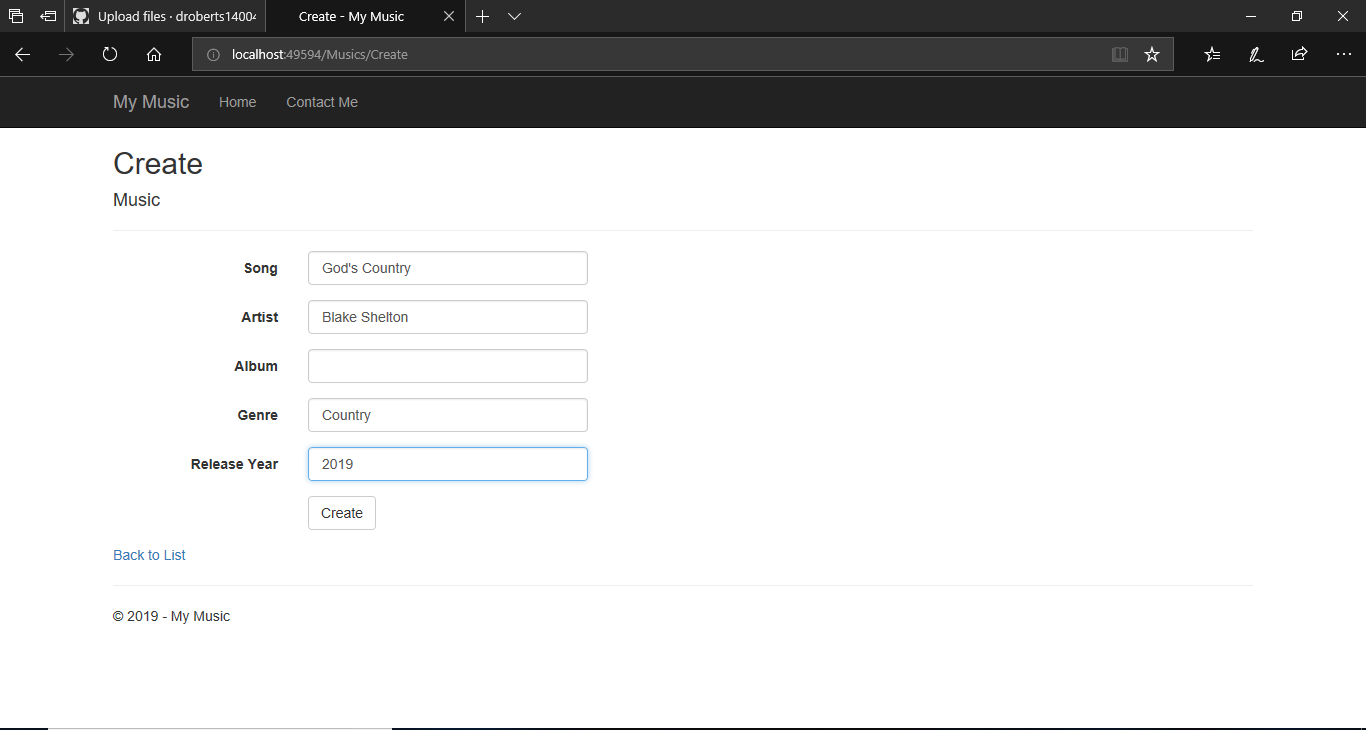 Upload files · droberts14004
Create - My Music
localhost:49594/Musics/Create
My Music Home Contact Me
Create
Music
Song God's Country
Artist Blake Shelton
Album
Genre Country
Release Year 2019
Create
Back to List
© 2019 - My Music